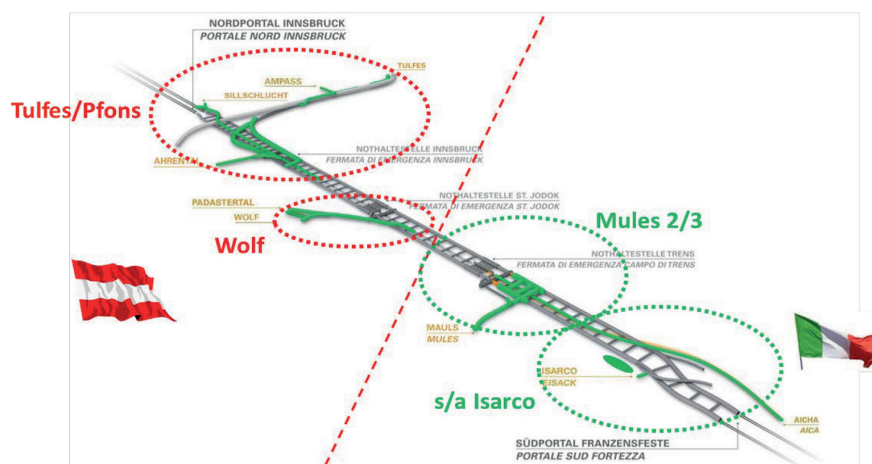 NORDPORTAL INNSBRUCK
PORTALE NORD INNSBRUCK
TULFES
AMPASS
SILLSCHLUCHT
Tulfes/Pfons
NOTHALTESTELLE INNSBRUCK
FERMATA DI EMERGENZA INNSBRUCK
AHRENTAL
NOTHALTESTELLE ST. JODOK
FERMATA DI EMERGENZA ST. JODOK
PADASTERTAL
WOLF
Wolf
Mules 2/3
NOTHALTESTELLE TRENS
FERMATA DI EMERGENZA CAMPO DI TRENS
MAULS
MULES
ISARCO
EISACK
s/a Isarco
AICHA
AICA
SÜDPORTAL FRANZENSFESTE
PORTALE SUD FORTEZZA